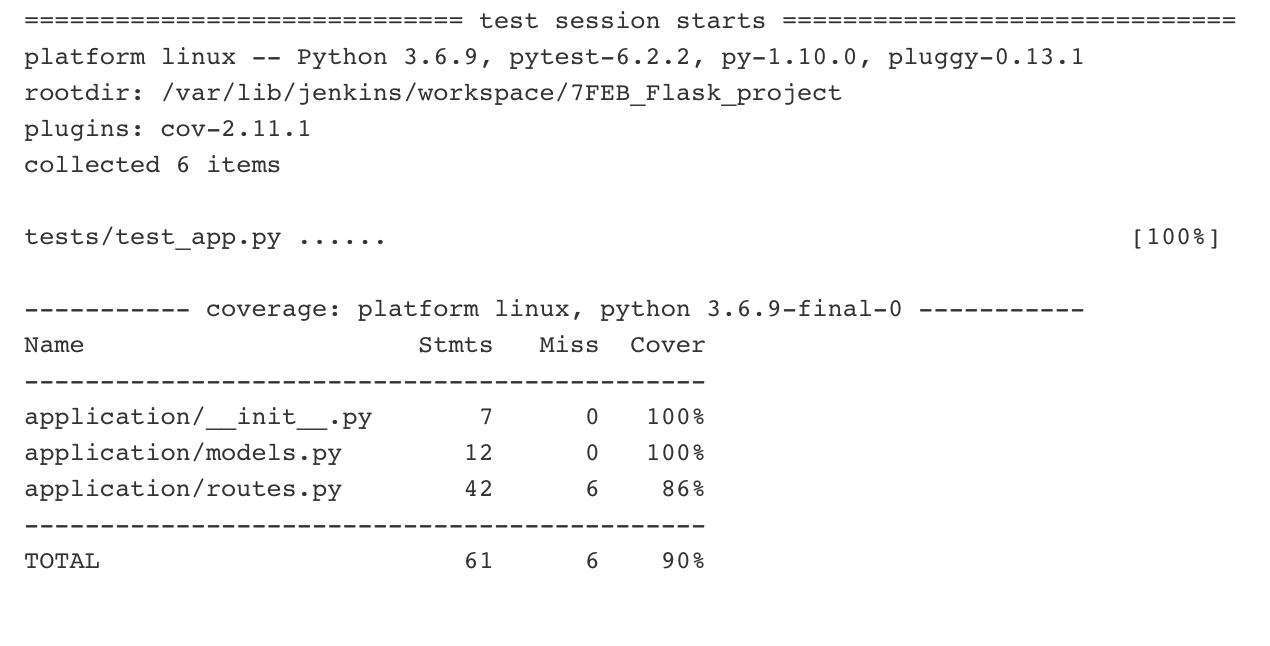 ============================= test session starts ==============================
platform linux -- Python 3.6.9, pytest-6.2.2, py-1.10.0, pluggy-0.13.1
rootdir: /var/lib/jenkins/workspace/7FEB_Flask_project
plugins: cov-2.11.1
collected 6 items
tests/test_app.py ......                                                 [100%]
----------- coverage: platform linux, python 3.6.9-final-0 -----------
Name                      Stmts   Miss  Cover
---------------------------------------------
application/__init__.py       7      0   100%
application/models.py        12      0   100%
application/routes.py        42      6    86%
---------------------------------------------
TOTAL                        61      6    90%